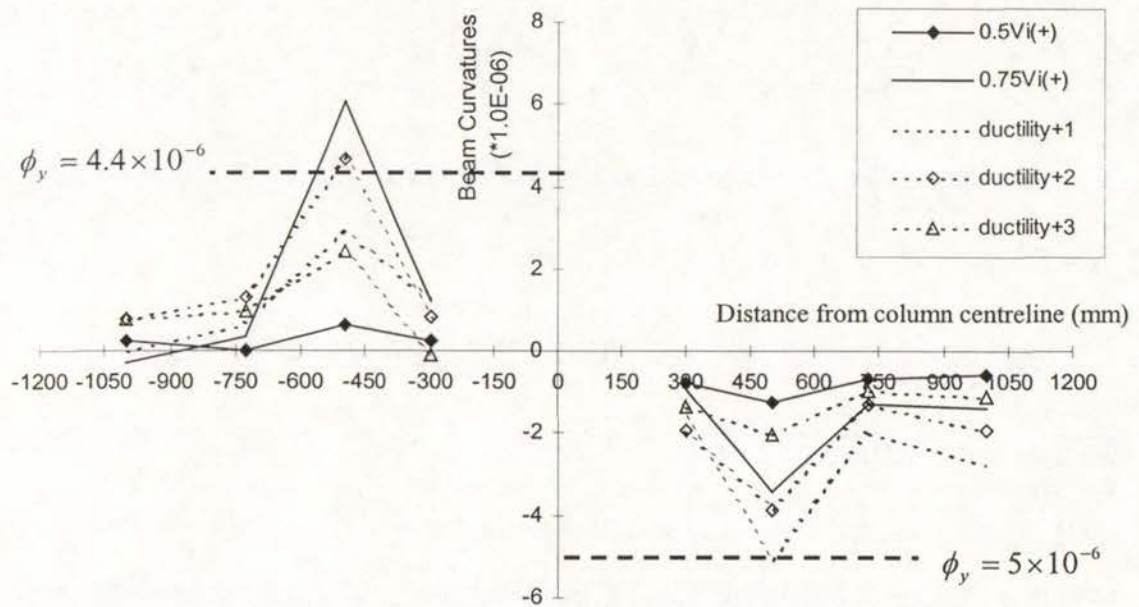 8
6
4
2
0
-2
-4
-6
Beam Curvatures
(*1.0E-06)
0.5Vi(+)
0.75Vi(+)
ductility+1
ductility+2
ductility+3
ϕy = 4.4×10⁻⁶
Distance from column centreline (mm)
-1200 -1050 -900 -750 -600 -450 -300 -150 0 150 300 450 600 750 900 1050 1200
ϕy = 5×10⁻⁶